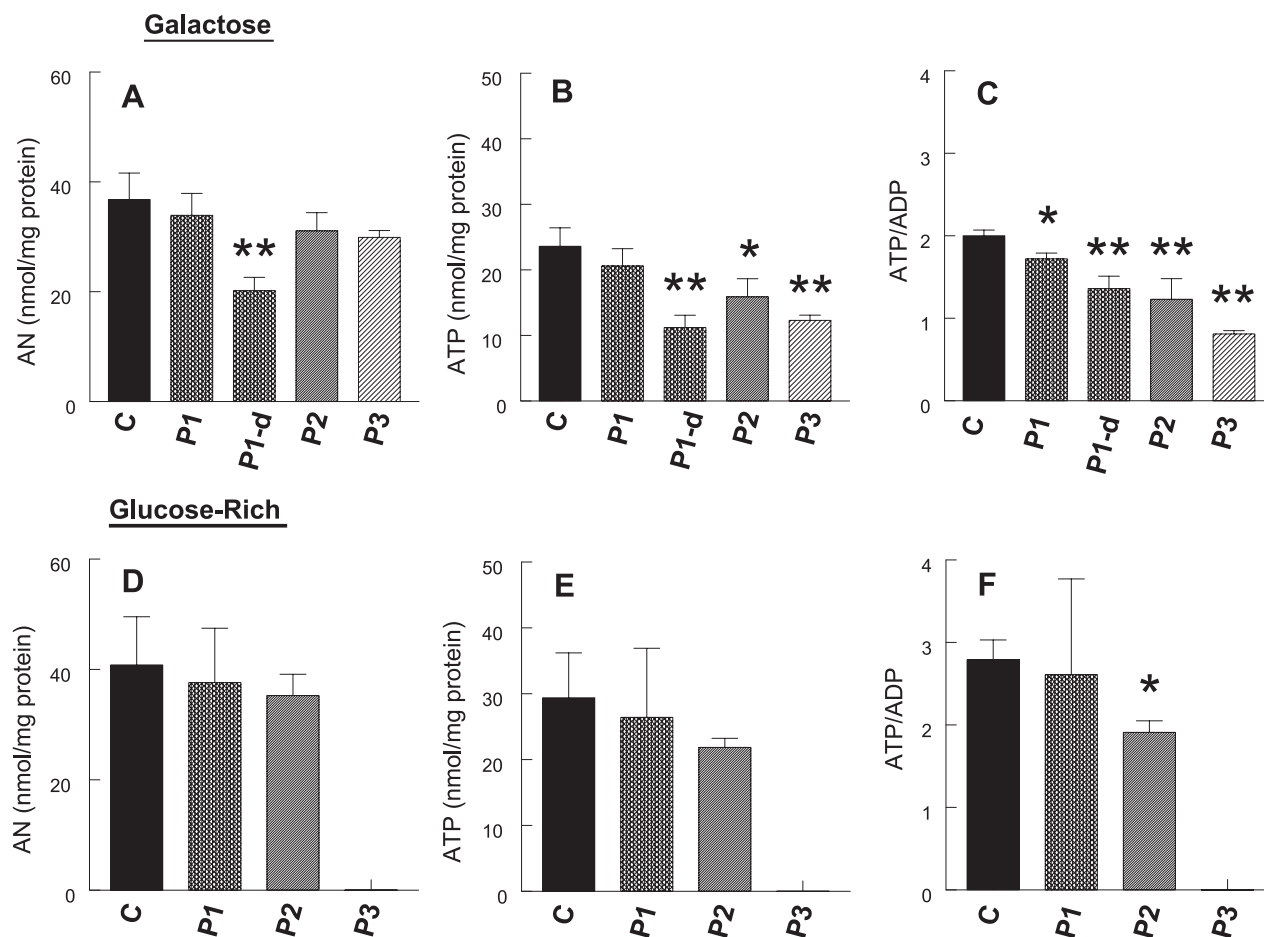 Galactose
A
AN (nmol/mg protein)
60
40
20
0
**
C P1 P1-d P2 P3
B
ATP (nmol/mg protein)
50
40
30
20
10
0
** * **
C P1 P1-d P2 P3
C
ATP/ADP
4
3
2
1
0
* ** ** **
C P1 P1-d P2 P3
Glucose-Rich
D
AN (nmol/mg protein)
60
40
20
0
C P1 P2 P3
E
ATP (nmol/mg protein)
50
40
30
20
10
0
C P1 P2 P3
F
ATP/ADP
4
3
2
1
0
*
C P1 P2 P3